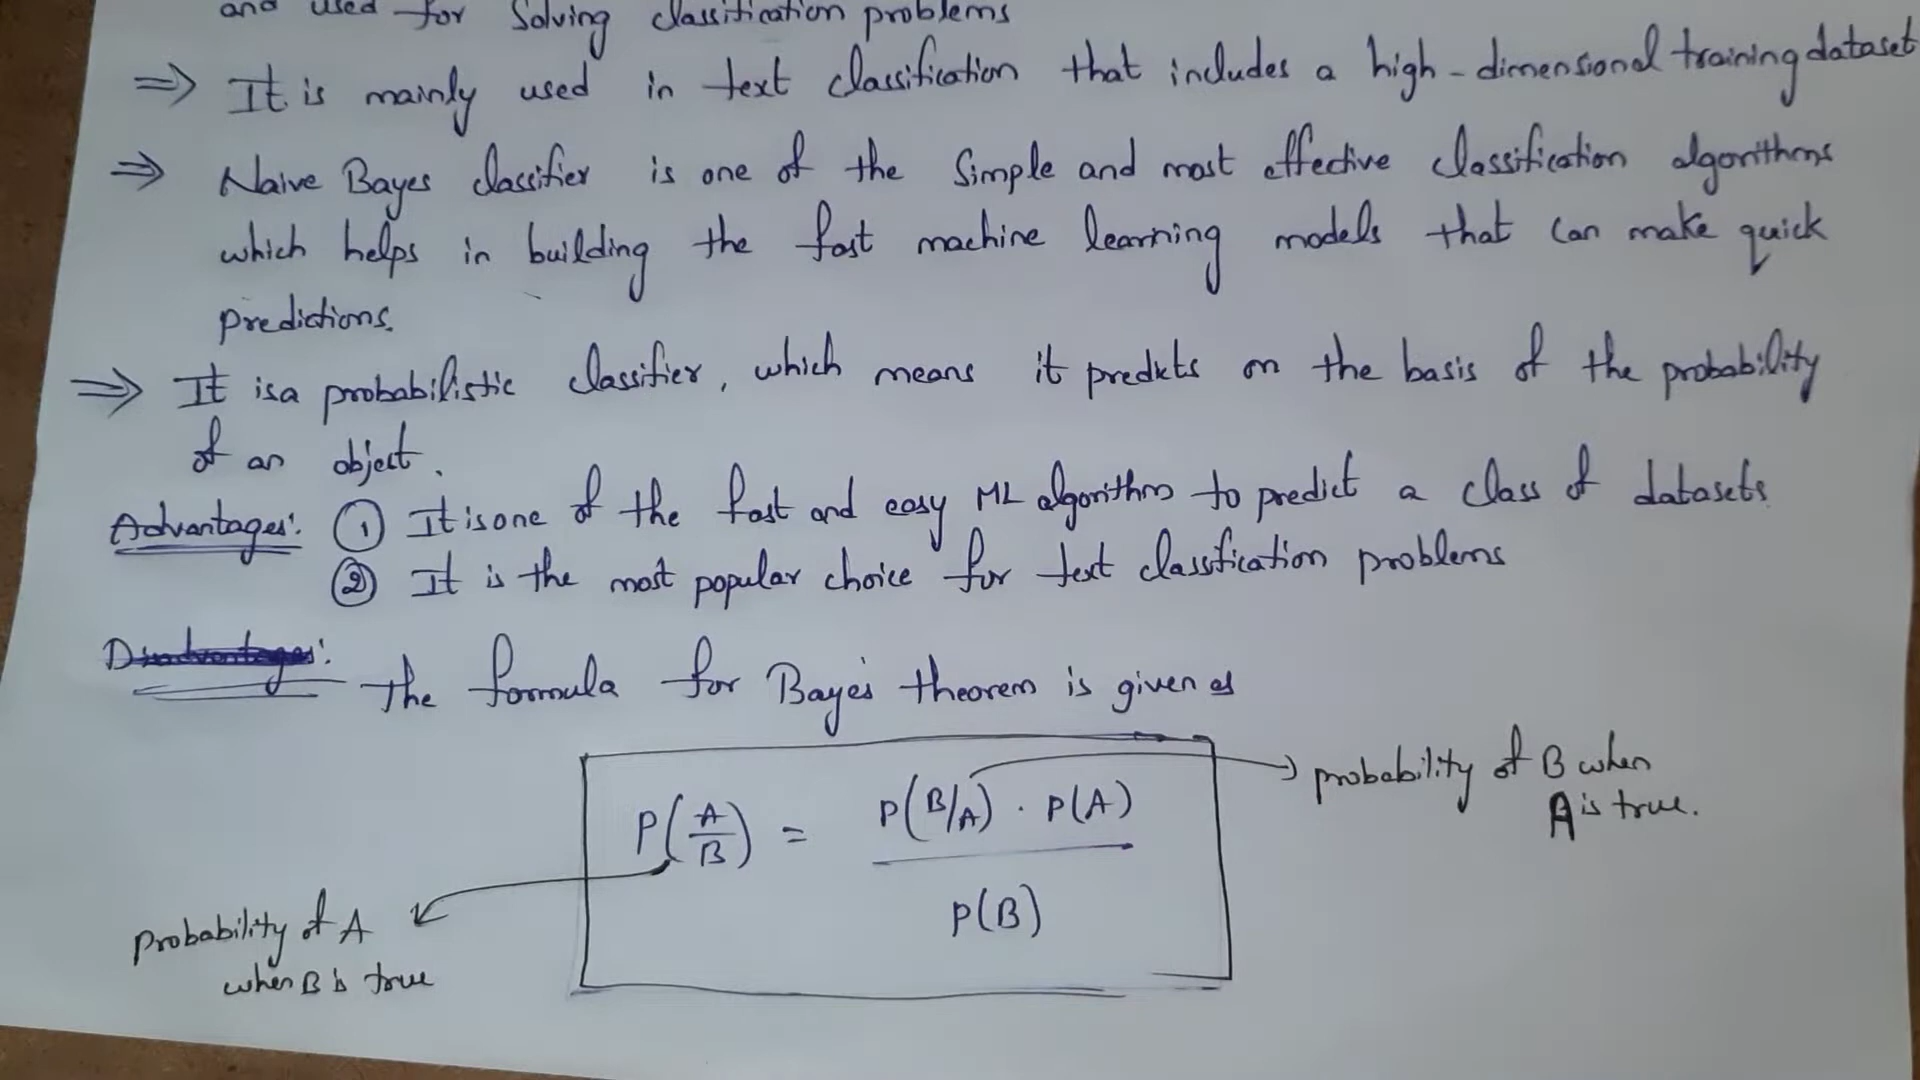 and used for Solving classification problems
⇒ It is mainly used in text classification that includes a high-dimensional training dataset
⇒ Naive Bayes classifier is one of the Simple and most effective classification algorithms
which helps in building the fast machine learning models that can make quick
predictions.
⇒ It is a probabilistic classifier, which means it predicts on the basis of the probability
of an object.
Advantages: ① It is one of the fast and easy ML algorithms to predict a class of datasets.
② It is the most popular choice for text classification problems
Disadvantages:
The formula for Baye's theorem is given as
P(A/B) = P(B/A) · P(A) / P(B)
probability of B when
A is true.
probability of A
when B is true